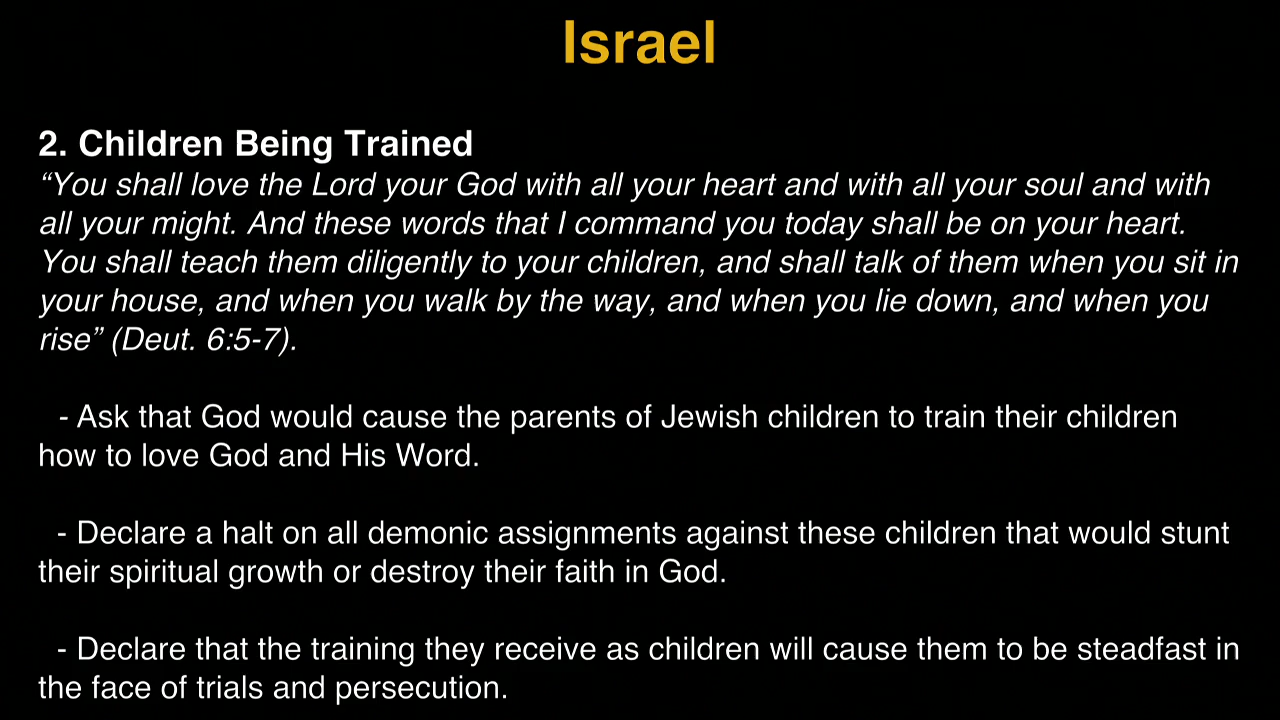 Israel
2. Children Being Trained
“You shall love the Lord your God with all your heart and with all your soul and with
all your might. And these words that I command you today shall be on your heart.
You shall teach them diligently to your children, and shall talk of them when you sit in
your house, and when you walk by the way, and when you lie down, and when you
rise” (Deut. 6:5-7).
- Ask that God would cause the parents of Jewish children to train their children
how to love God and His Word.
- Declare a halt on all demonic assignments against these children that would stunt
their spiritual growth or destroy their faith in God.
- Declare that the training they receive as children will cause them to be steadfast in
the face of trials and persecution.